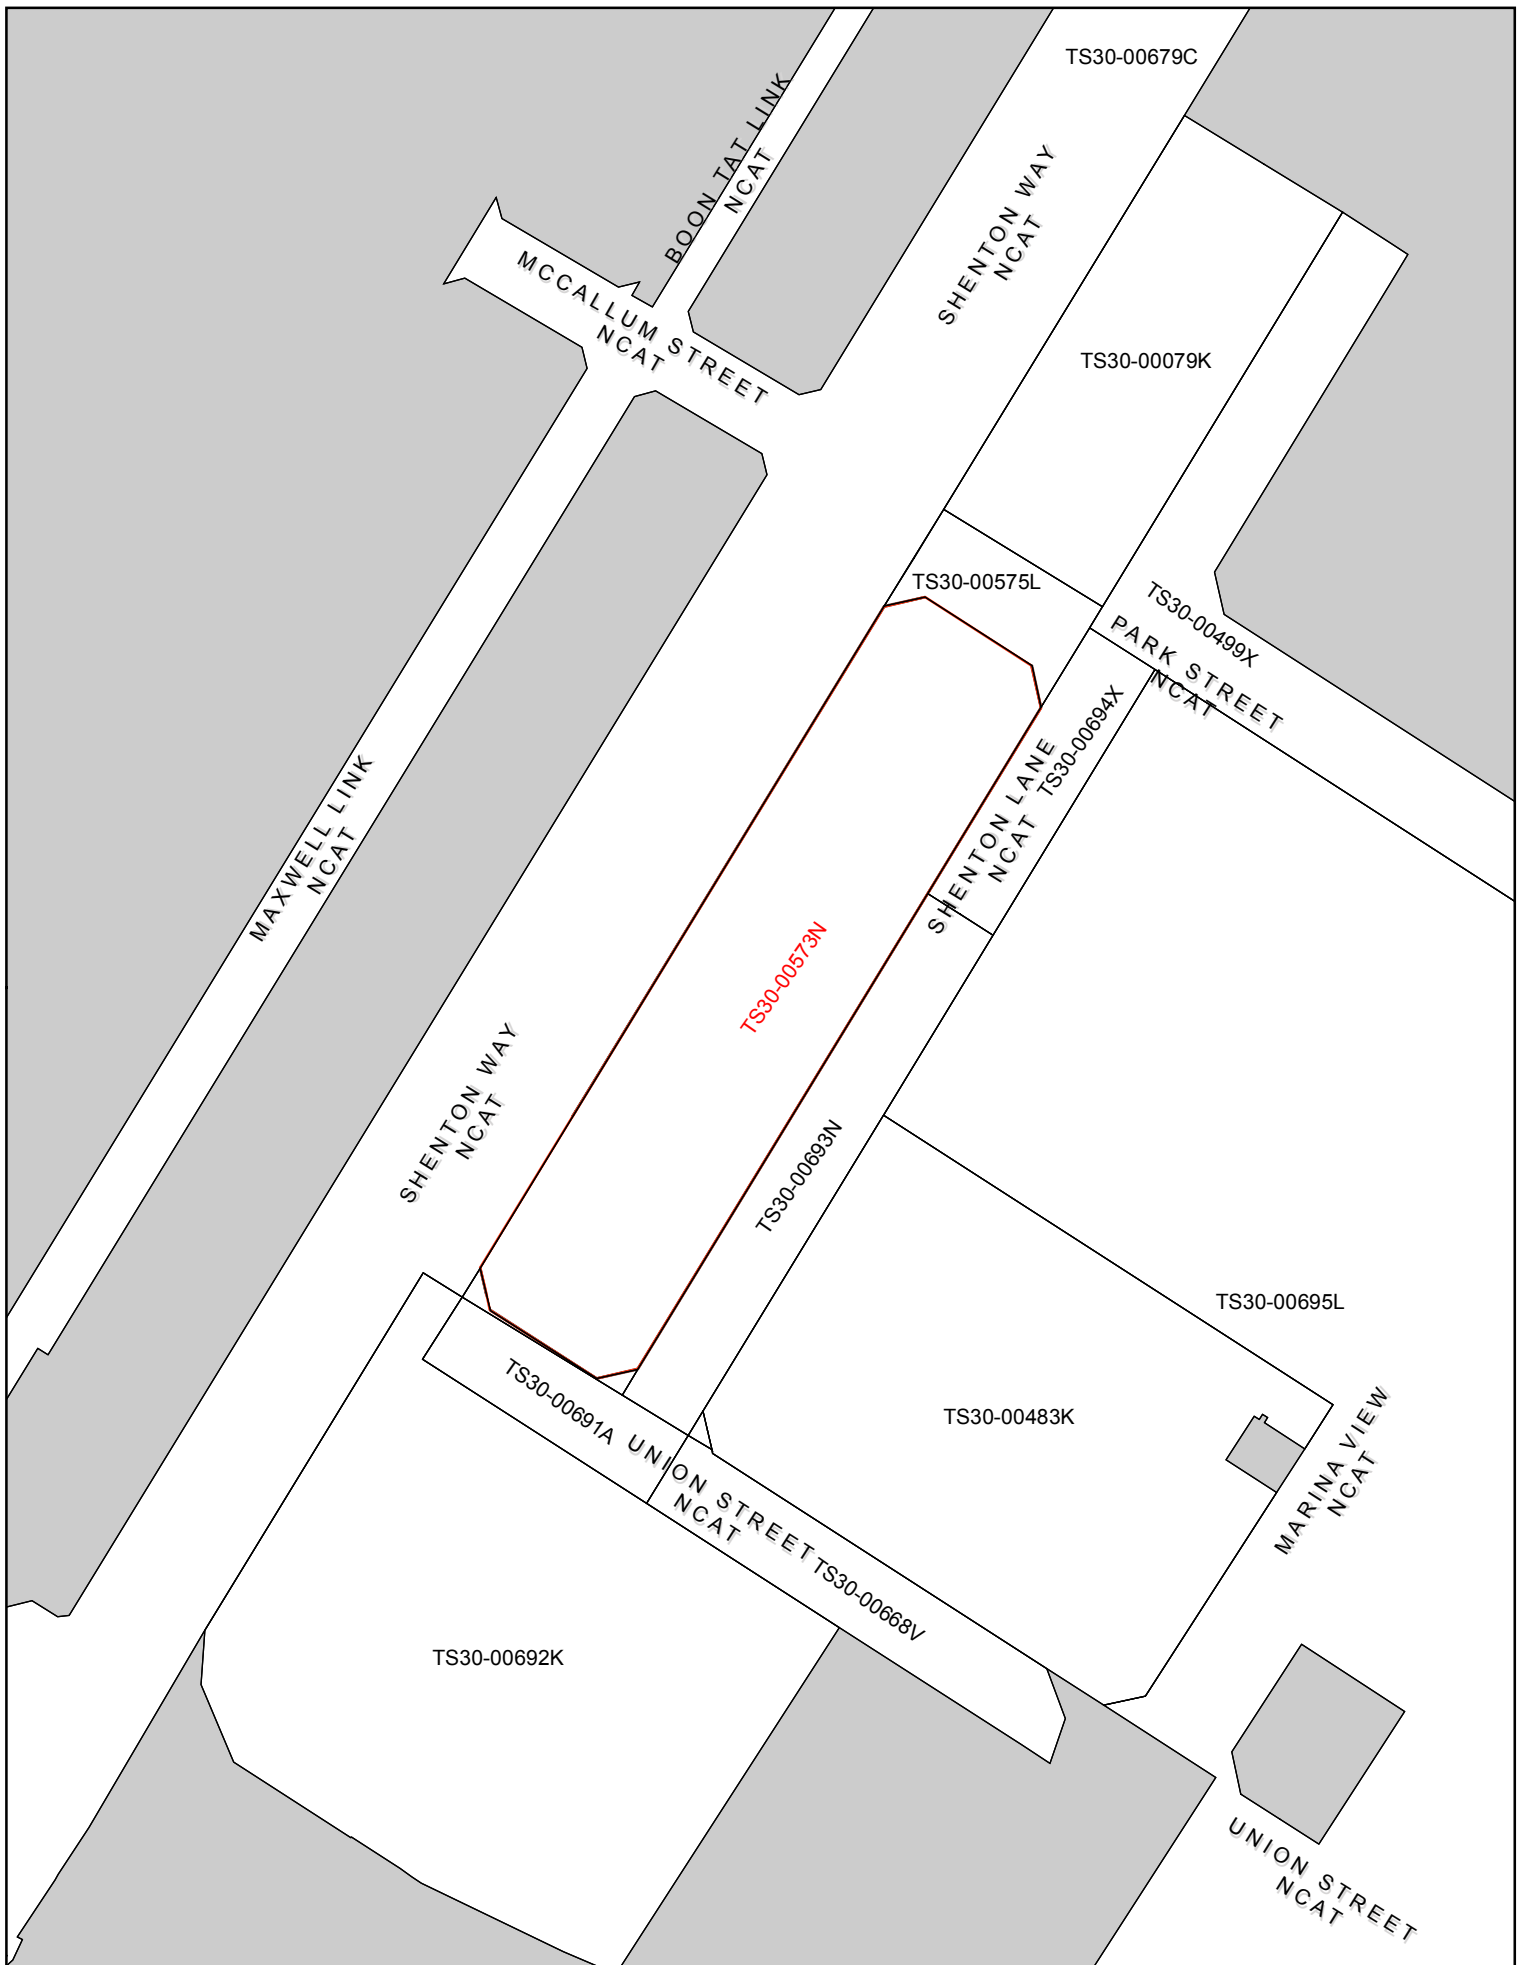 TS30-00679C
BOON TAT LINK
NCAT
SHENTON WAY
NCAT
MCCALLUM STREET
NCAT
TS30-00079K
TS30-00575L
TS30-00499X
PARK STREET
NCAT
TS30-00694X
SHENTON LANE
NCAT
MAXWELL LINK
NCAT
TS30-00573N
SHENTON WAY
NCAT
TS30-00693N
TS30-00695L
TS30-00691A
TS30-00483K
MARINA VIEW
NCAT
UNION STREET
NCAT
TS30-00668V
TS30-00692K
UNION STREET
NCAT